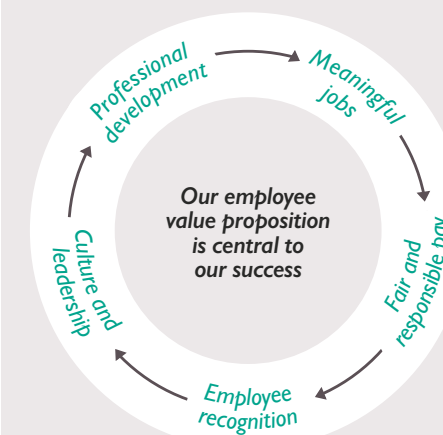 Professional
development
Meaningful
jobs
Fair and
responsible pay
Employee
recognition
Culture and
leadership
Our employee
value proposition
is central to
our success